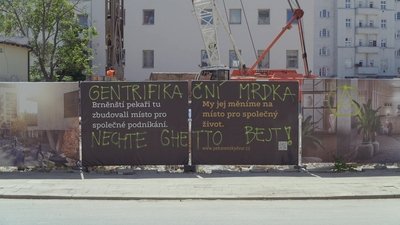 GENTRIFIKAČNÍ MRDKA
Brněnští pekaři tu
zbudovali místo pro
společné podnikání.
My jej měníme na
místo pro společný
život.
NECHTE GHETTO BEJT!
www.pekarenskydvur.cz